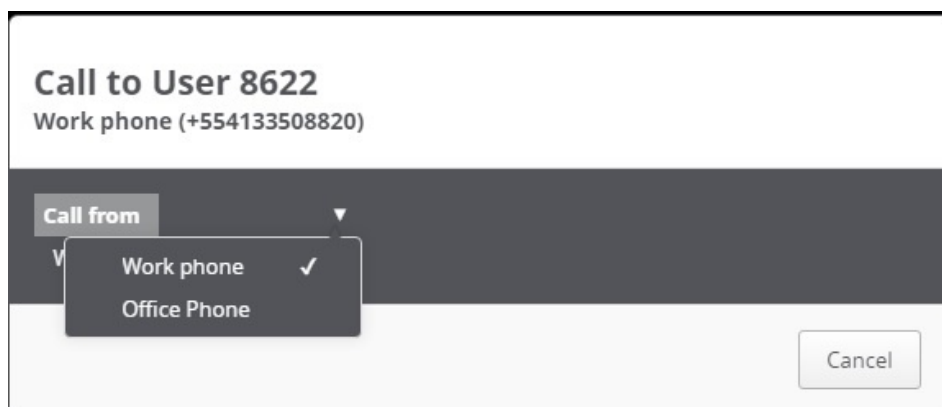 Call to User 8622
Work phone (+554133508820)
Call from
Work phone
Office Phone
Cancel